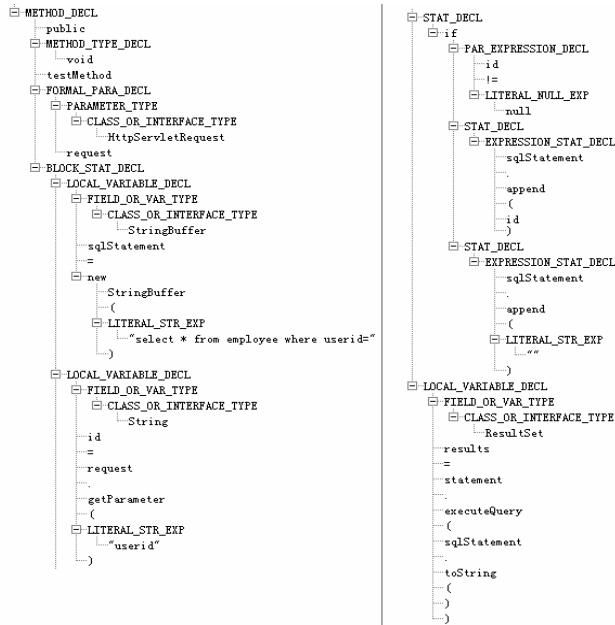 METHOD_DECL
public
METHOD_TYPE_DECL
void
testMethod
FORMAL_PARA_DECL
PARAMETER_TYPE
CLASS_OR_INTERFACE_TYPE
HttpServletRequest
request
BLOCK_STAT_DECL
LOCAL_VARIABLE_DECL
FIELD_OR_VAR_TYPE
CLASS_OR_INTERFACE_TYPE
StringBuffer
sqlStatement
=
new
StringBuffer
(
LITERAL_STR_EXP
"select * from employee where userid="
)
LOCAL_VARIABLE_DECL
FIELD_OR_VAR_TYPE
CLASS_OR_INTERFACE_TYPE
String
id
=
request
.
getParameter
(
LITERAL_STR_EXP
"userid"
)
STAT_DECL
if
PAR_EXPRESSION_DECL
id
!=
LITERAL_NULL_EXP
null
STAT_DECL
EXPRESSION_STAT_DECL
sqlStatement
.
append
(
id
)
STAT_DECL
EXPRESSION_STAT_DECL
sqlStatement
.
append
(
LITERAL_STR_EXP
""
)
LOCAL_VARIABLE_DECL
FIELD_OR_VAR_TYPE
CLASS_OR_INTERFACE_TYPE
ResultSet
results
=
statement
.
executeQuery
(
sqlStatement
.
toString
(
)
)